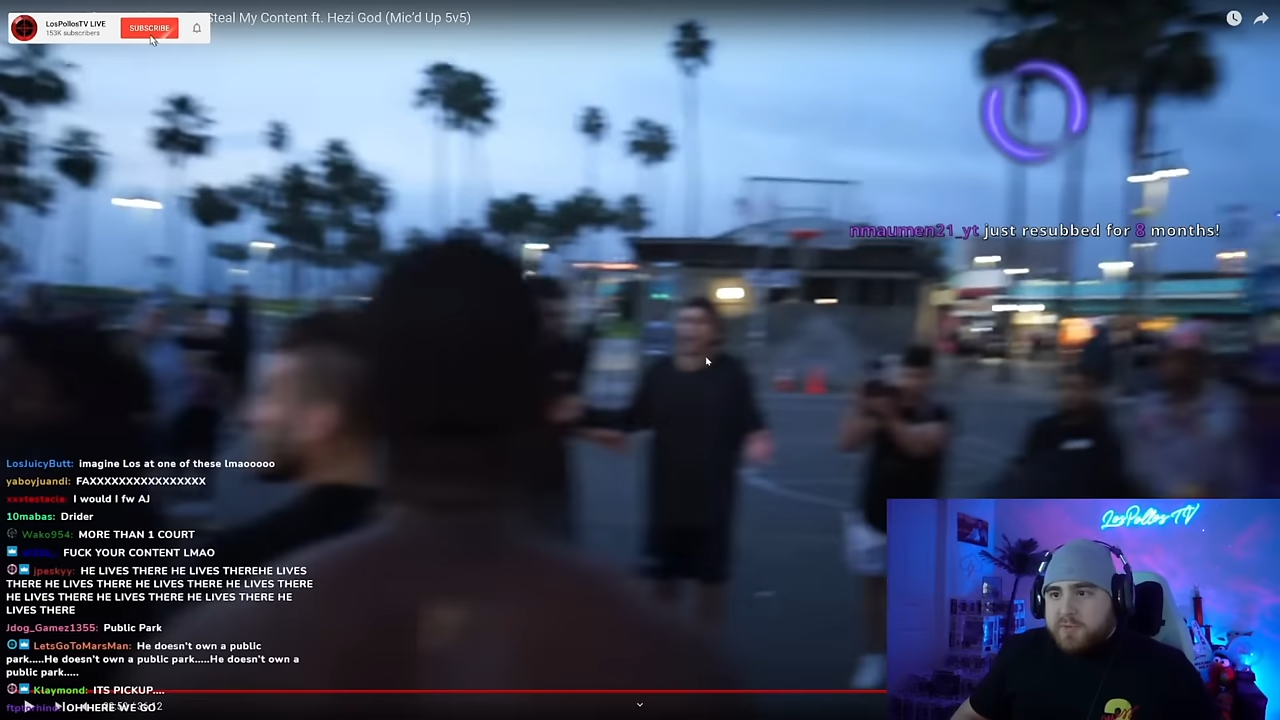 LosPollosTV LIVE
153K subscribers
SUBSCRIBE
Steal My Content ft. Hezi God (Mic'd Up 5v5)
nmaumen21_yt just resubbed for 8 months!
LosPollosTV
LosJuicyButt: imagine Los at one of these lmaooooo
yaboyjuandi: FAXXXXXXXXXXXXXXXXX
xxxtestacia: I would I fw AJ
10mabas: Drider
Wako954: MORE THAN 1 COURT
FUCK YOUR CONTENT LMAO
jpeskyy: HE LIVES THERE HE LIVES THEREHE LIVES
THERE HE LIVES THERE HE LIVES THERE HE LIVES THERE
HE LIVES THERE HE LIVES THERE HE LIVES THERE HE
LIVES THERE
Jdog_Gamez1355: Public Park
LetsGoToMarsMan: He doesn't own a public
park.....He doesn't own a public park.....He doesn't own a
public park.....
Klaymond: ITS PICKUP....
OH HERE WE GO